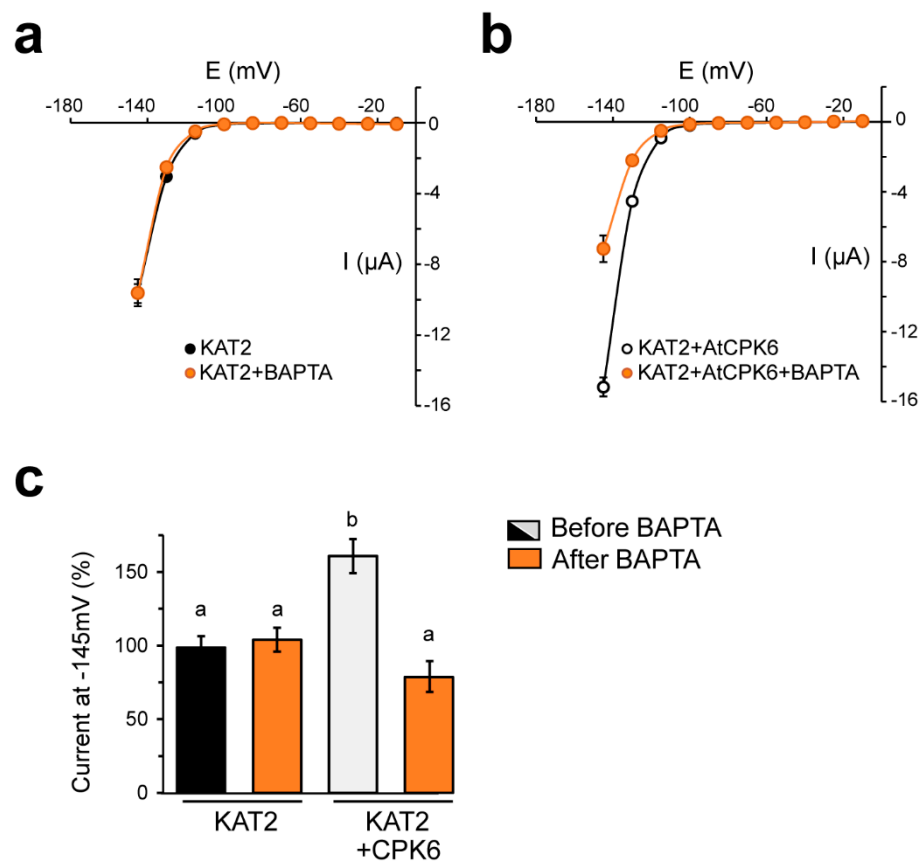 a
E (mV)
-180
-140
-100
-60
-20
0
-4
-8
-12
-16
I (µA)
KAT2
KAT2+BAPTA
b
E (mV)
-180
-140
-100
-60
-20
0
-4
-8
-12
-16
I (µA)
KAT2+AtCPK6
KAT2+AtCPK6+BAPTA
c
Current at -145mV (%)
150
100
50
0
a
a
b
a
KAT2
KAT2
+CPK6
Before BAPTA
After BAPTA